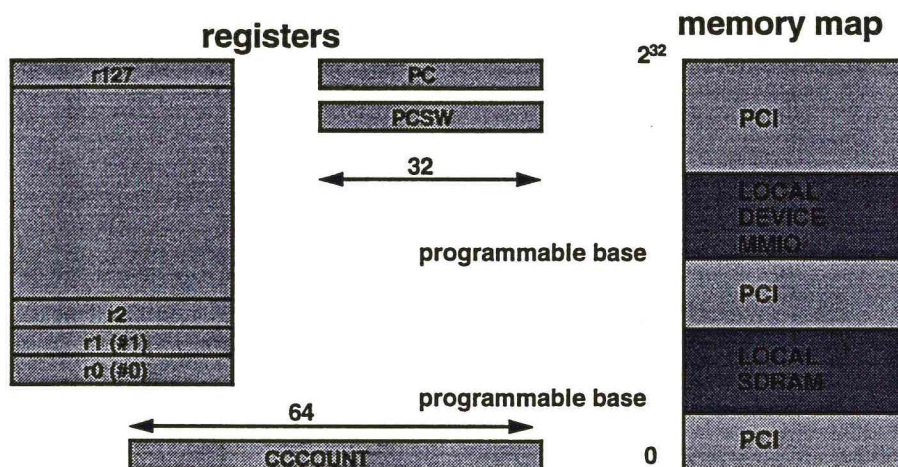 registers
r127
r2
r1 (#1)
r0 (#0)
PC
PCSW
32
64
CCCOUNT
memory map
2³²
PCI
LOCAL
DEVICE
MMIO
programmable base
PCI
LOCAL
SDRAM
programmable base
PCI
0